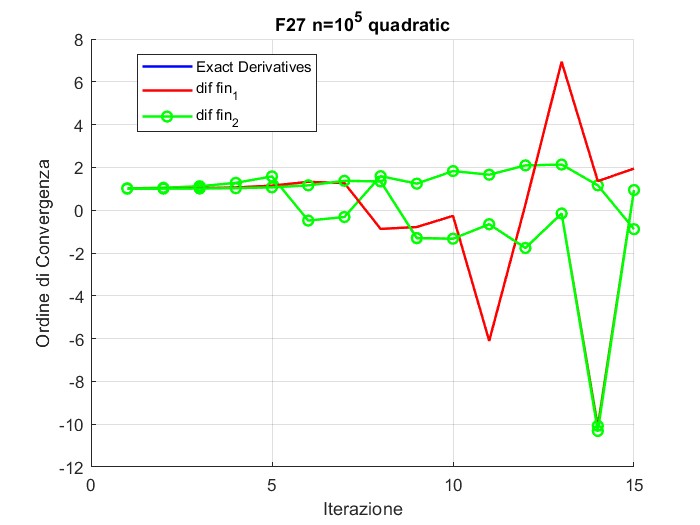 F27 n=10^5 quadratic
8
6
4
2
0
-2
-4
-6
-8
-10
-12
Ordine di Convergenza
Exact Derivatives
dif fin_1
dif fin_2
0
5
10
15
Iterazione